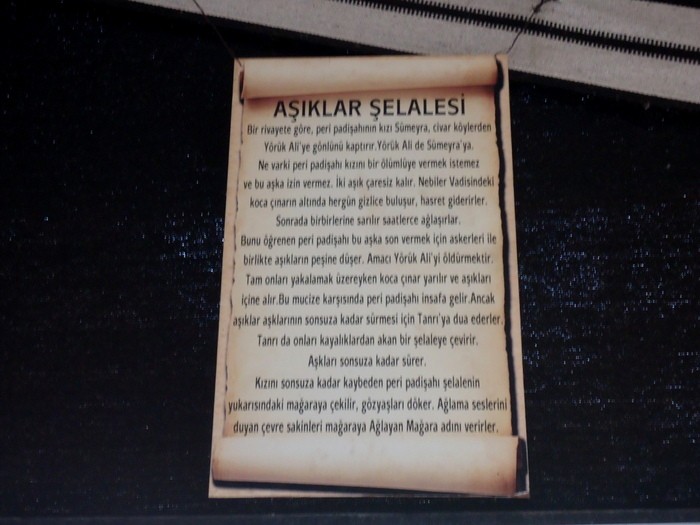 AŞIKLAR ŞELALESİ
Bir rivayete göre, peri padişahının kızı Sümeyra, civar köylerden
Yörük Ali'ye gönlünü kaptırır.Yörük Ali de Sümeyra'ya.
Ne varki peri padişahı kızını bir ölümlüye vermek istemez
ve bu aşka izin vermez. İki aşık çaresiz kalır. Nebiler Vadisindeki
koca çınarın altında hergün gizlice buluşur, hasret giderirler.
Sonrada birbirlerine sarılır saatlerce ağlaşırlar.
Bunu öğrenen peri padişahı bu aşka son vermek için askerleri ile
birlikte aşıkların peşine düşer. Amacı Yörük Ali'yi öldürmektir.
Tam onları yakalamak üzereyken koca çınar yarılır ve aşıkları
içine alır.Bu mucize karşısında peri padişahı insafa gelir.Ancak
aşıklar aşklarının sonsuza kadar sürmesi için Tanrı'ya dua ederler.
Tanrı da onları kayalıklardan akan bir şelaleye çevirir.
Aşkları sonsuza kadar sürer.
Kızını sonsuza kadar kaybeden peri padişahı şelalenin
yukarısındaki mağaraya çekilir, gözyaşları döker. Ağlama seslerini
duyan çevre sakinleri mağaraya Ağlayan Mağara adını verirler.